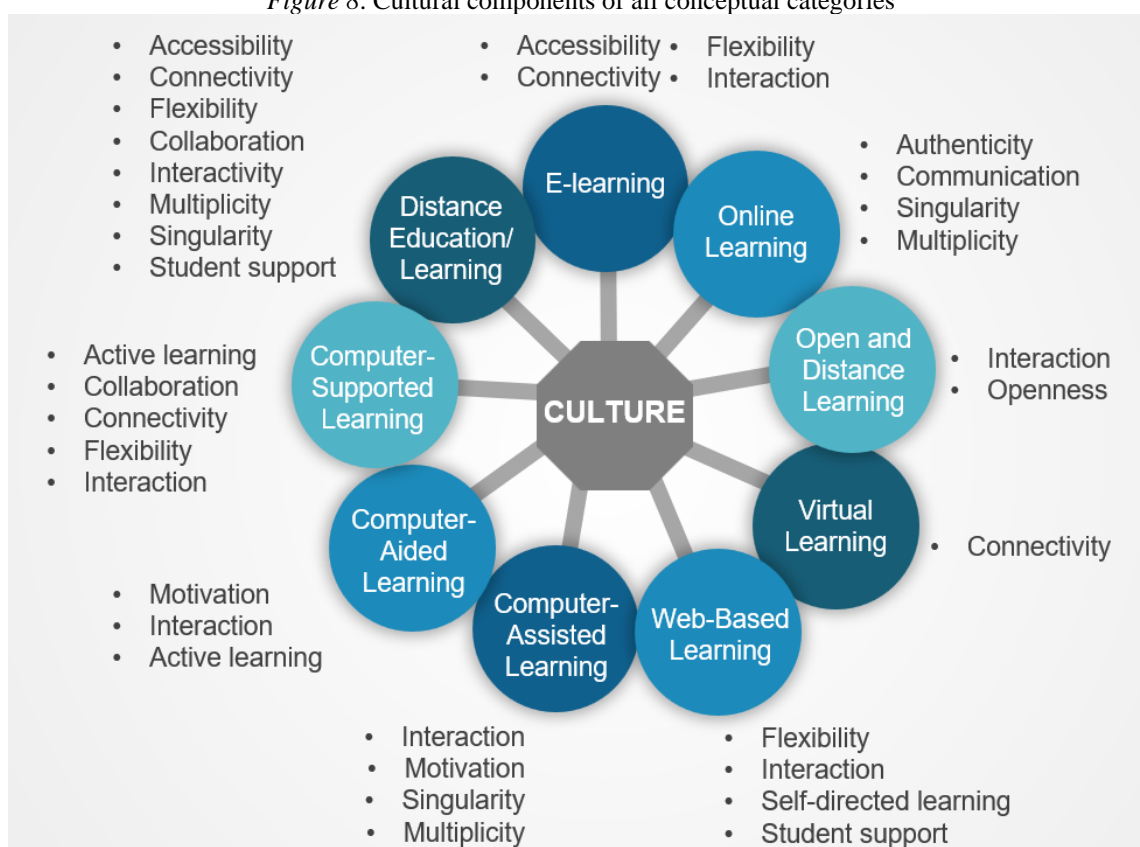 Figure 8. Cultural components of all conceptual categories
• Accessibility
• Connectivity
• Flexibility
• Collaboration
• Interactivity
• Multiplicity
• Singularity
• Student support
• Accessibility
• Connectivity
• Flexibility
• Interaction
• Authenticity
• Communication
• Singularity
• Multiplicity
E-learning
Distance
Education/
Learning
Online
Learning
• Active learning
• Collaboration
• Connectivity
• Flexibility
• Interaction
Computer-
Supported
Learning
CULTURE
Open and
Distance
Learning
• Interaction
• Openness
Computer-
Aided
Learning
Virtual
Learning
• Connectivity
• Motivation
• Interaction
• Active learning
Computer-
Assisted
Learning
Web-Based
Learning
• Interaction
• Motivation
• Singularity
• Multiplicity
• Flexibility
• Interaction
• Self-directed learning
• Student support